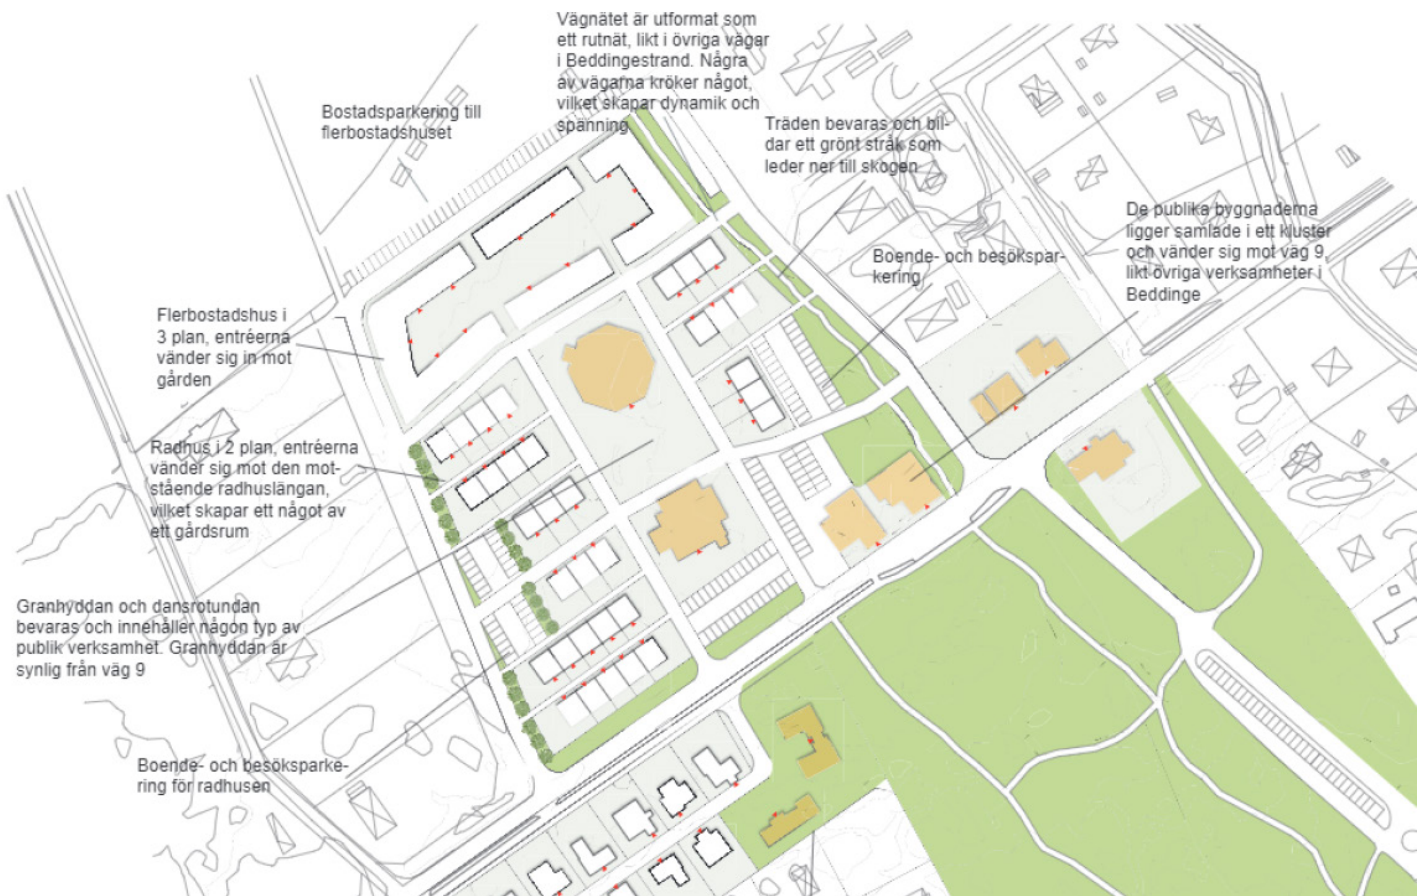 Vägnätet är utformat som
ett rutnät, likt i övriga vägar
i Beddingestrand. Några
av vägarna kröker något,
vilket skapar dynamik och
spänning
Bostadsparkering till
flerbostadshuset
Träden bevaras och bil-
dar ett grönt stråk som
leder ner till skogen
De publika byggnaderna
ligger samlade i ett kluster
och vänder sig mot väg 9,
likt övriga verksamheter i
Beddinge
Boende- och besökspar-
kering
Flerbostadshus i
3 plan, entréerna
vänder sig in mot
gården
Radhus i 2 plan, entréerna
vänder sig mot den mot-
stående radhuslängan,
vilket skapar ett något av
ett gårdsrum
Granhyddan och dansrotundan
bevaras och innehåller någon typ av
publik verksamhet. Granhyddan är
synlig från väg 9
Boende- och besöksparke-
ring för radhusen